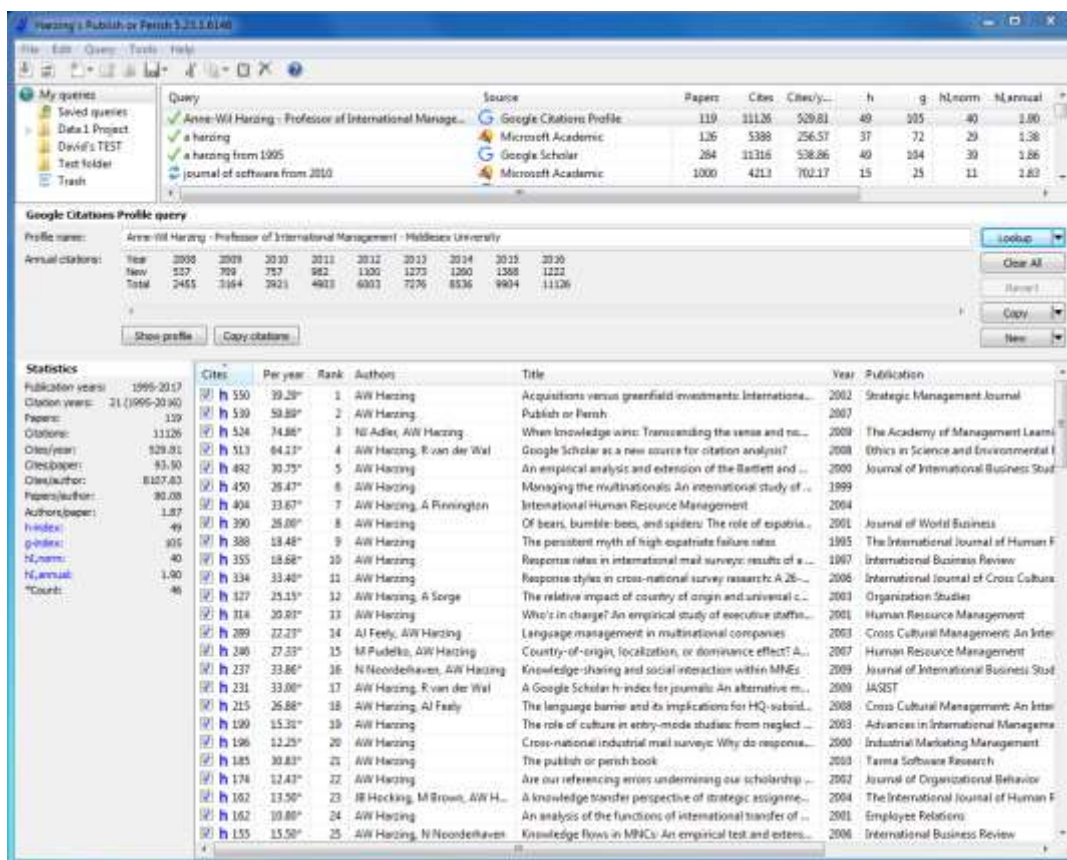 Harzing's Publish or Perish
File Edit Query Tools Help
My queries
Saved queries
Data 1 Project
David's TEST
Test folder
Trash
Query Source Papers Cites Cites/y... h g hI,norm hI,annual
Anne-Wil Harzing - Professor of International Manage... Google Citations Profile 119 11126 529.81 49 105 40 1.90
a harzing Microsoft Academic 126 5388 256.57 37 72 29 1.38
a harzing from 1995 Google Scholar 284 11316 538.86 49 104 39 1.86
journal of software from 2010 Microsoft Academic 1000 4213 702.17 15 25 11 1.83
Google Citations Profile query
Profile name: Anne-Wil Harzing - Professor of International Management - Middlesex University
Lookup
Annual citations: Year 2008 2009 2010 2011 2012 2013 2014 2015 2016
New 537 709 757 982 1100 1273 1260 1368 1222
Total 2455 3164 3921 4903 6003 7276 8536 9904 11126
Clear All
Revert
Copy
New
Show profile Copy citations
Statistics
Publication years: 1995-2017
Citation years: 21 (1995-2016)
Papers: 119
Citations: 11126
Cites/year: 529.81
Cites/paper: 93.50
Cites/author: 8107.83
Papers/author: 80.08
Authors/paper: 1.87
h-index: 49
g-index: 105
hI,norm: 40
hI,annual: 1.90
*Count: 46
Cites Per year Rank Authors Title Year Publication
h 550 39.29* 1 AW Harzing Acquisitions versus greenfield investments: Internationa... 2002 Strategic Management Journal
h 539 59.89* 2 AW Harzing Publish or Perish 2007
h 524 74.86* 3 NJ Adler, AW Harzing When knowledge wins: Transcending the sense and no... 2009 The Academy of Management Learni
h 513 64.13* 4 AW Harzing, R van der Wal Google Scholar as a new source for citation analysis? 2008 Ethics in Science and Environmental
h 492 30.75* 5 AW Harzing An empirical analysis and extension of the Bartlett and ... 2000 Journal of International Business Stud
h 450 26.47* 6 AW Harzing Managing the multinationals: An international study of ... 1999
h 404 33.67* 7 AW Harzing, A Pinnington International Human Resource Management 2004
h 390 26.00* 8 AW Harzing Of bears, bumble-bees, and spiders: The role of expatria... 2001 Journal of World Business
h 388 18.48* 9 AW Harzing The persistent myth of high expatriate failure rates 1995 The International Journal of Human R
h 355 18.68* 10 AW Harzing Response rates in international mail surveys: results of a ... 1997 International Business Review
h 334 33.40* 11 AW Harzing Response styles in cross-national survey research: A 26-... 2006 International Journal of Cross Cultura
h 327 25.15* 12 AW Harzing, A Sorge The relative impact of country of origin and universal c... 2003 Organization Studies
h 314 20.93* 13 AW Harzing Who's in charge? An empirical study of executive staffin... 2001 Human Resource Management
h 289 22.23* 14 AJ Feely, AW Harzing Language management in multinational companies 2003 Cross Cultural Management: An Inter
h 246 27.33* 15 M Pudelko, AW Harzing Country-of-origin, localization, or dominance effect? A... 2007 Human Resource Management
h 237 33.86* 16 N Noorderhaven, AW Harzing Knowledge-sharing and social interaction within MNEs 2009 Journal of International Business Stud
h 231 33.00* 17 AW Harzing, R van der Wal A Google Scholar h-index for journals: An alternative m... 2009 JASIST
h 215 26.88* 18 AW Harzing, AJ Feely The language barrier and its implications for HQ-subsid... 2008 Cross Cultural Management: An Inter
h 199 15.31* 19 AW Harzing The role of culture in entry-mode studies: from neglect ... 2003 Advances in International Manageme
h 196 12.25* 20 AW Harzing Cross-national industrial mail surveys: Why do response... 2000 Industrial Marketing Management
h 185 30.83* 21 AW Harzing The publish or perish book 2010 Tarma Software Research
h 174 12.43* 22 AW Harzing Are our referencing errors undermining our scholarship ... 2002 Journal of Organizational Behavior
h 162 13.50* 23 JB Hocking, M Brown, AW H... A knowledge transfer perspective of strategic assignme... 2004 The International Journal of Human R
h 162 10.80* 24 AW Harzing An analysis of the functions of international transfer of ... 2001 Employee Relations
h 155 15.50* 25 AW Harzing, N Noorderhaven Knowledge flows in MNCs: An empirical test and extens... 2006 International Business Review